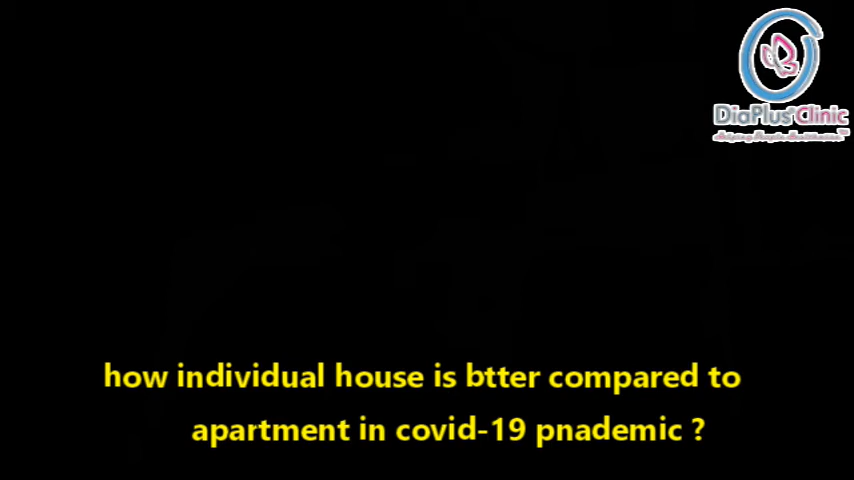 DiaPlus Clinic
how individual house is btter compared to
apartment in covid-19 pnademic ?